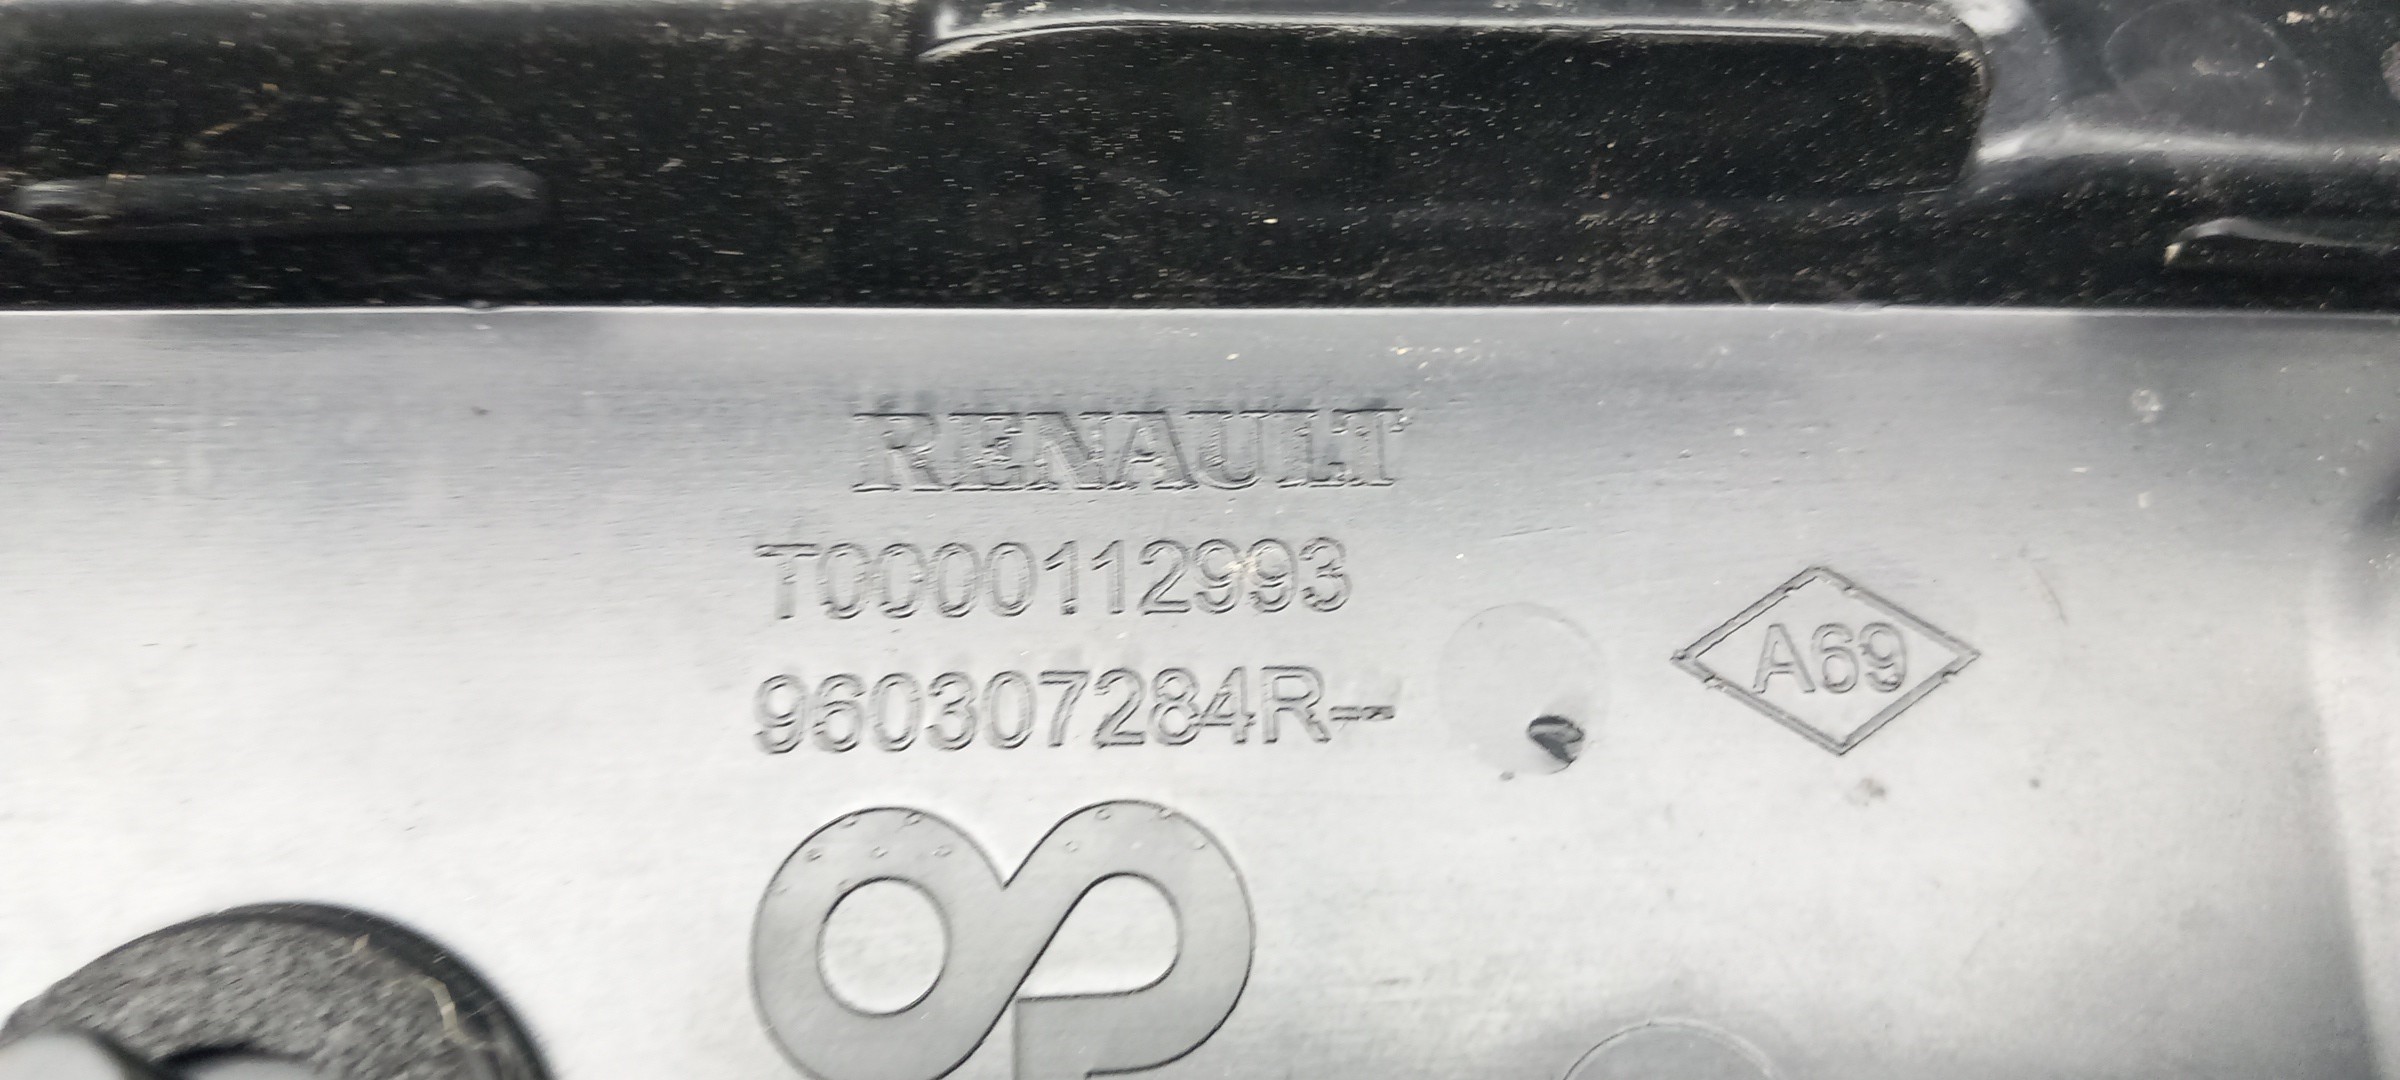 RENAULT
T0000112993
960307284R--
A69